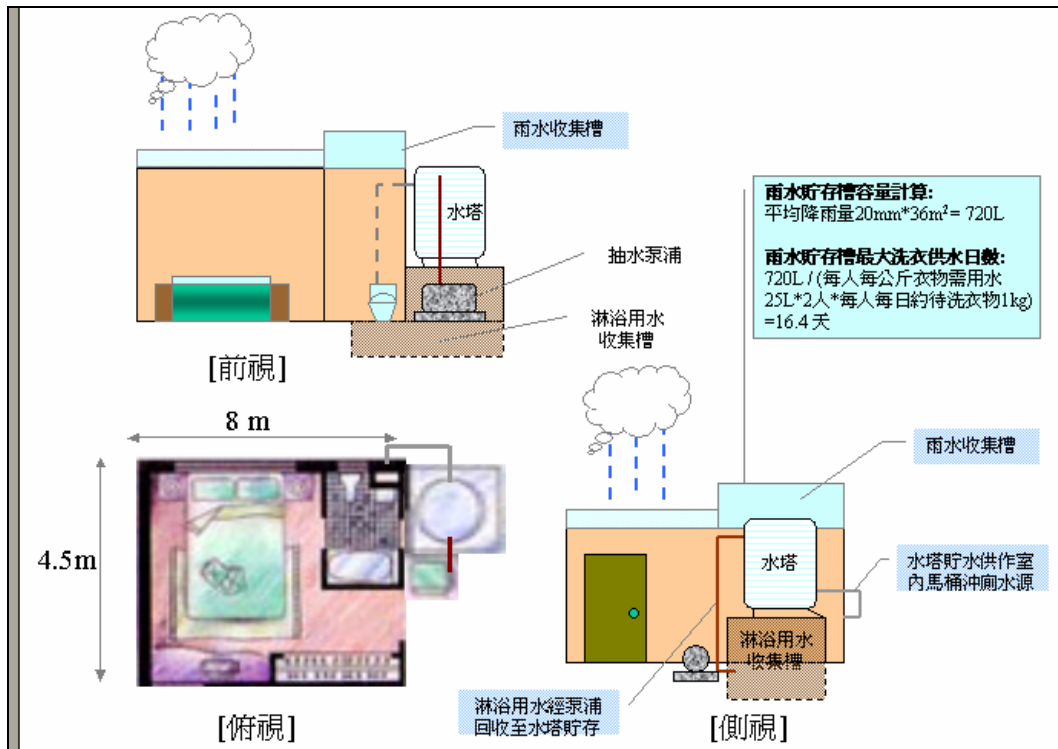 雨水收集槽
水塔
雨水貯存槽容量計算:
平均降雨量20mm*36m²= 720L
雨水貯存槽最大洗衣供水日數:
720L / (每人每公斤衣物需用水
25L*2人*每人每日約待洗衣物1kg)
=16.4 天
抽水泵浦
淋浴用水
收集槽
[前視]
8 m
4.5m
[俯視]
雨水收集槽
水塔
水塔貯水供作室
內馬桶沖廁水源
淋浴用水
收集槽
淋浴用水經泵浦
回收至水塔貯存
[側視]